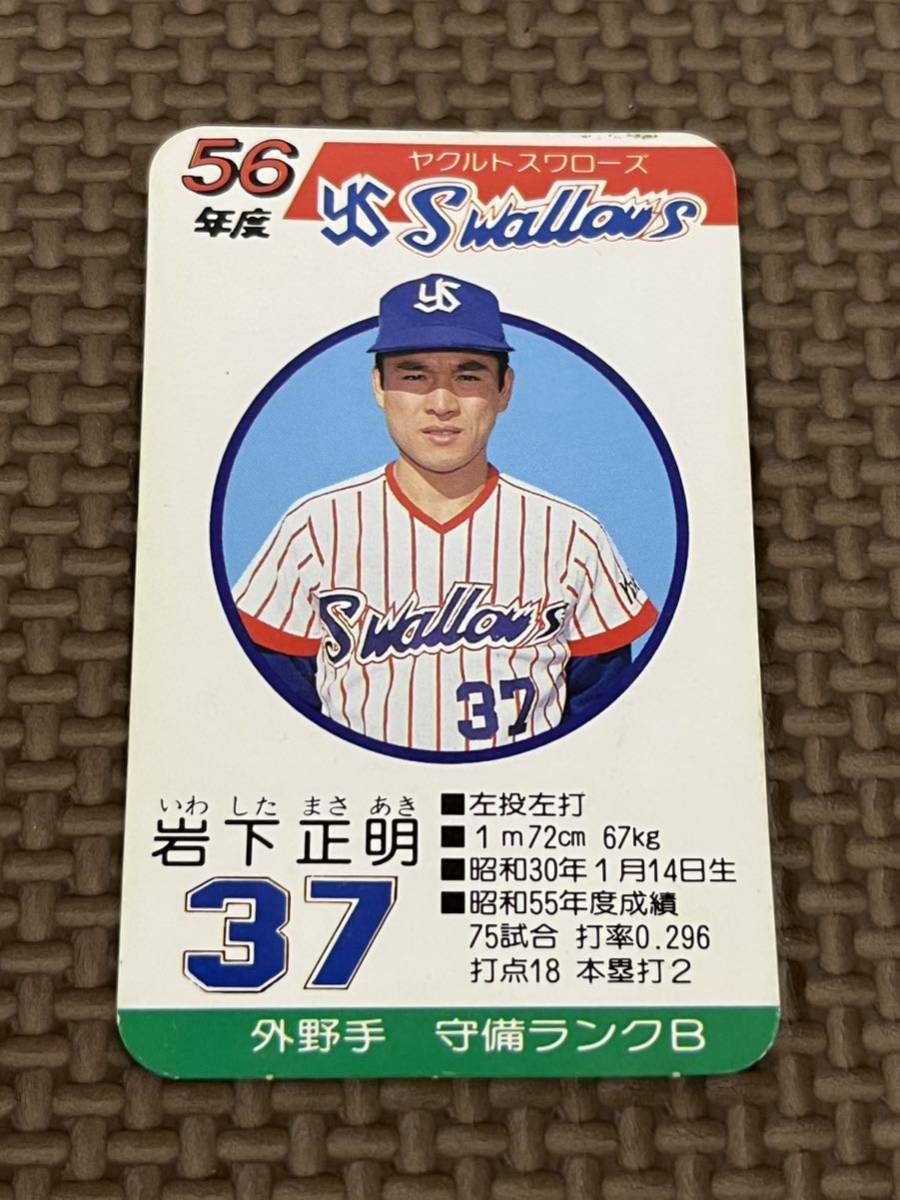 56
年度
ヤクルトスワローズ
YS Swallows
YS
Swallows
37
いわ した まさ あき
岩下正明
37
■左投左打
■1m72cm 67kg
■昭和30年1月14日生
■昭和55年度成績
75試合 打率0.296
打点18 本塁打2
外野手 守備ランクB